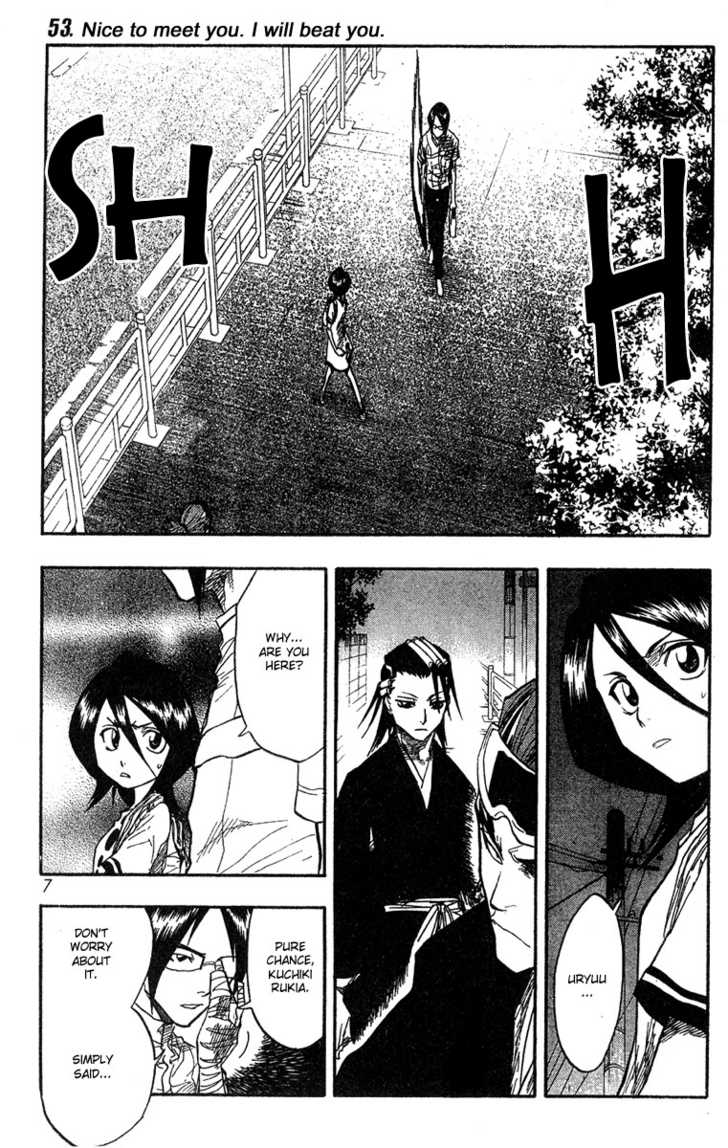 53. Nice to meet you. I will beat you.
SH
H
URYUU
...
WHY...
ARE YOU
HERE?
PURE
CHANCE,
KUCHIKI
RUKIA.
DON'T
WORRY
ABOUT
IT.
SIMPLY
SAID...
7